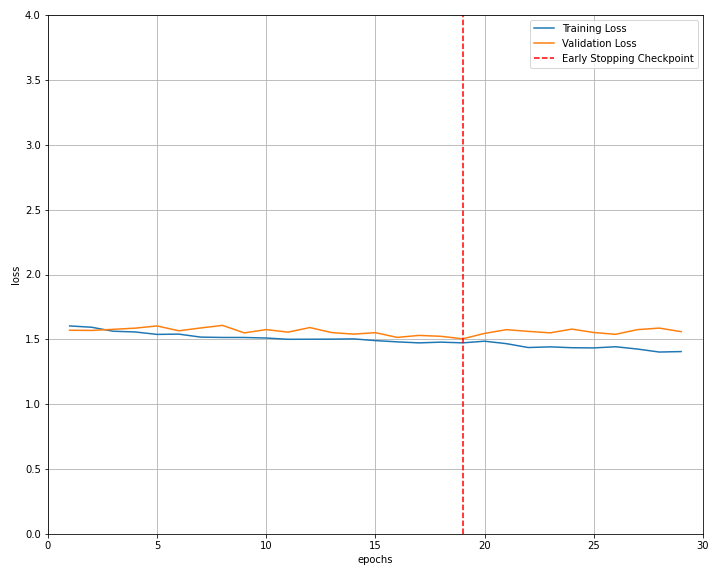 4.0
3.5
3.0
2.5
2.0
1.5
1.0
0.5
0.0
loss
0 5 10 15 20 25 30
epochs
Training Loss
Validation Loss
Early Stopping Checkpoint